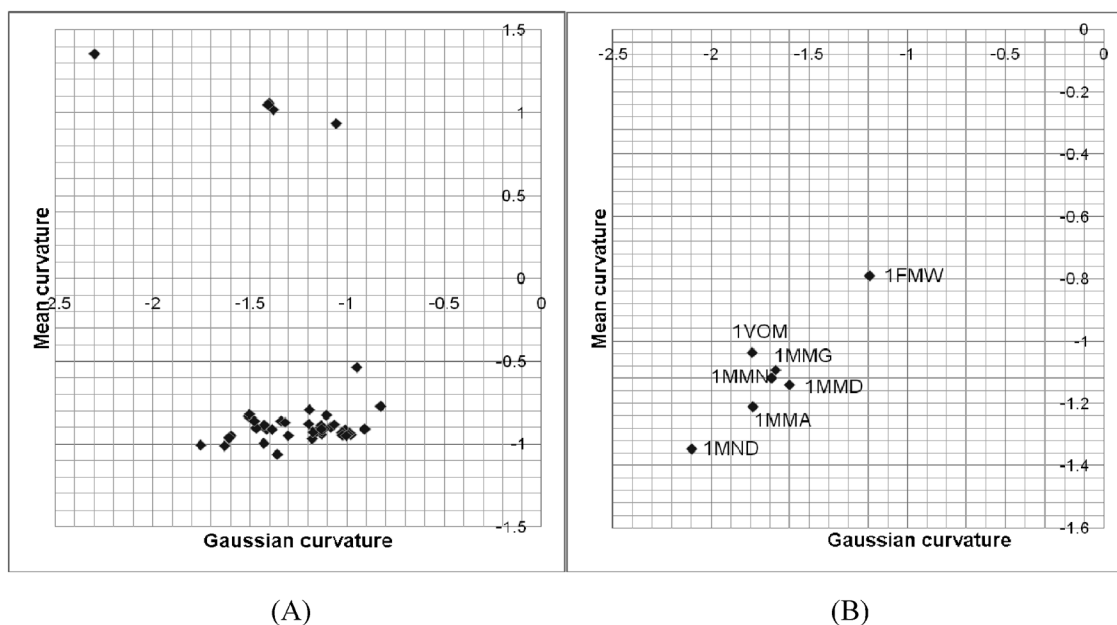 1.5
1
0.5
0
-2.5 -2 -1.5 -1 0
-0.5
-1
-1.5
Mean curvature
Gaussian curvature
(A)
-2.5 -2 -1.5 -1 -0.5 0
0
-0.2
-0.4
-0.6
-0.8
-1
-1.2
-1.4
-1.6
Mean curvature
1FMW
1VOM
1MMG
1MMN
1MMD
1MMA
1MND
Gaussian curvature
(B)